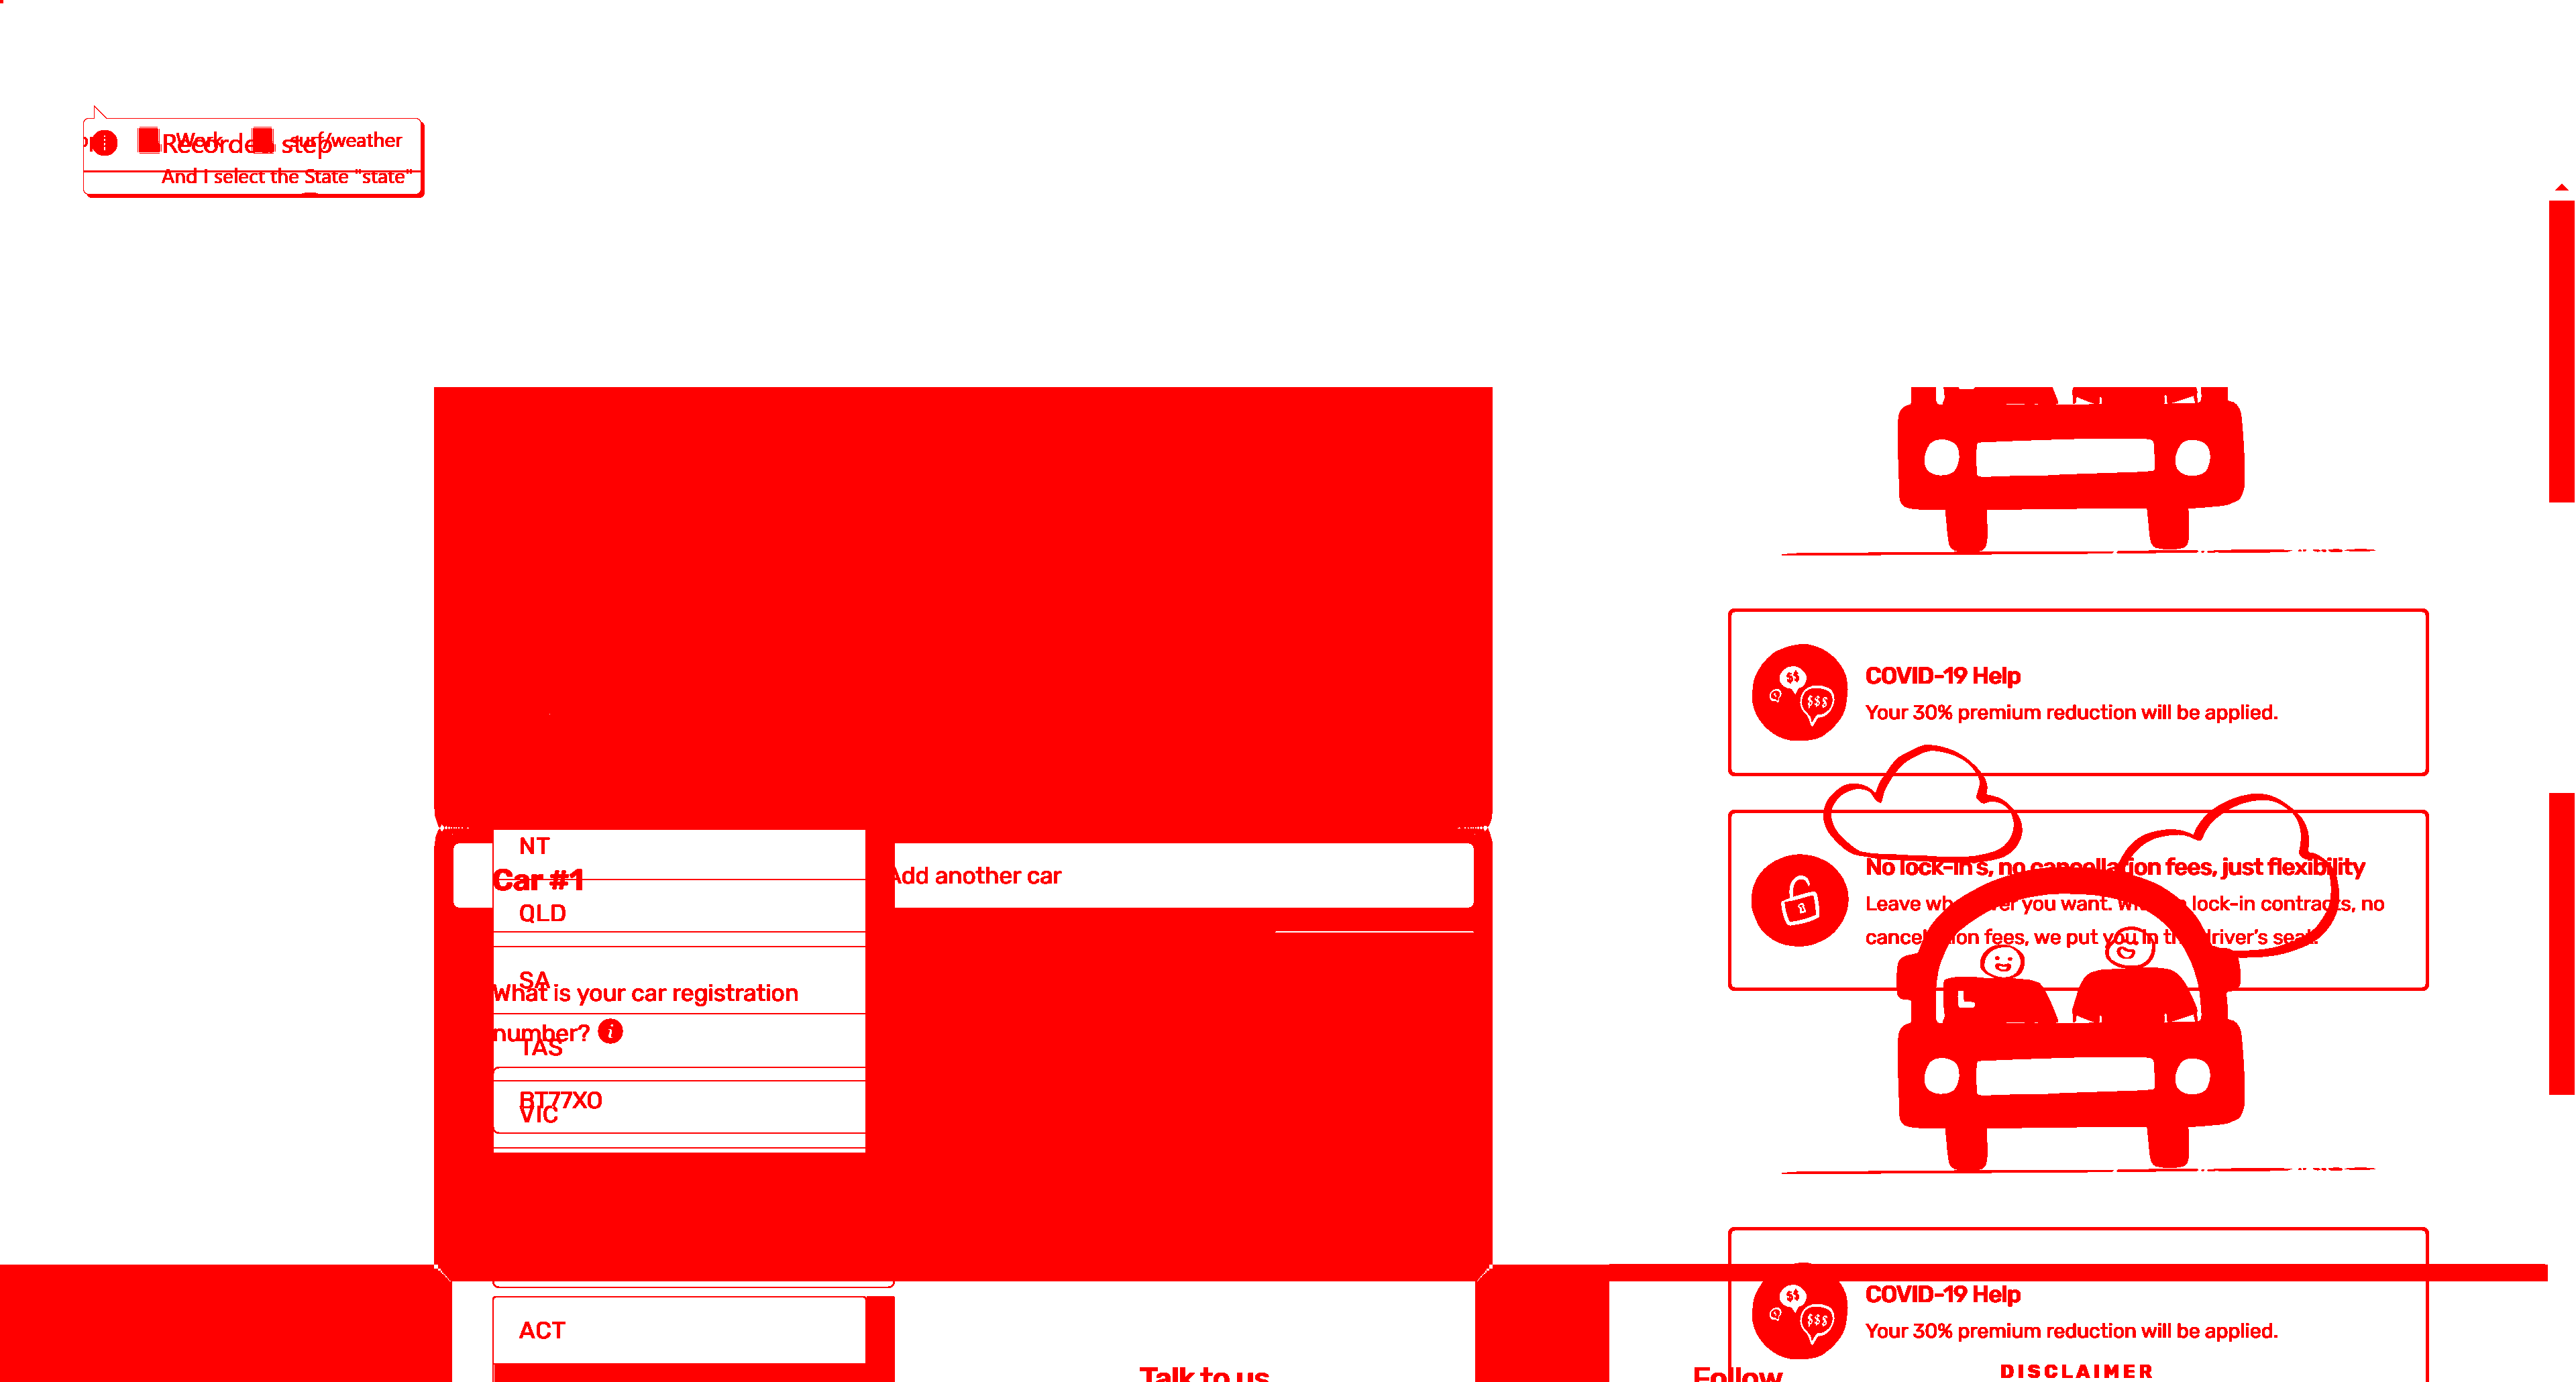 Work surf/weather
Recorded step
And I select the State "state"
COVID-19 Help
Your 30% premium reduction will be applied.
NT
Car #1
Add another car
QLD
No lock-in's, no cancellation fees, just flexibility
Leave whenever you want. With no lock-in contracts, no
cancellation fees, we put you in the driver's seat.
SA
What is your car registration
number?
TAS
BT77XO
VIC
COVID-19 Help
Your 30% premium reduction will be applied.
ACT
Talk to us
Follow
DISCLAIMER